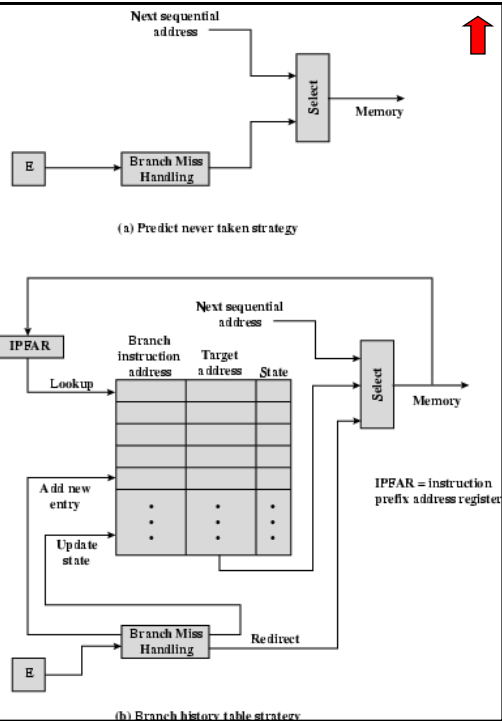 Next sequential
address
Select
Memory
E
Branch Miss
Handling
(a) Predict never taken strategy
Next sequential
address
IPFAR
Branch
instruction
address
Target
address
State
Lookup
Select
Memory
Add new
entry
IPFAR = instruction
prefix address register
Update
state
Branch Miss
Handling
Redirect
E
(b) Branch history table strategy